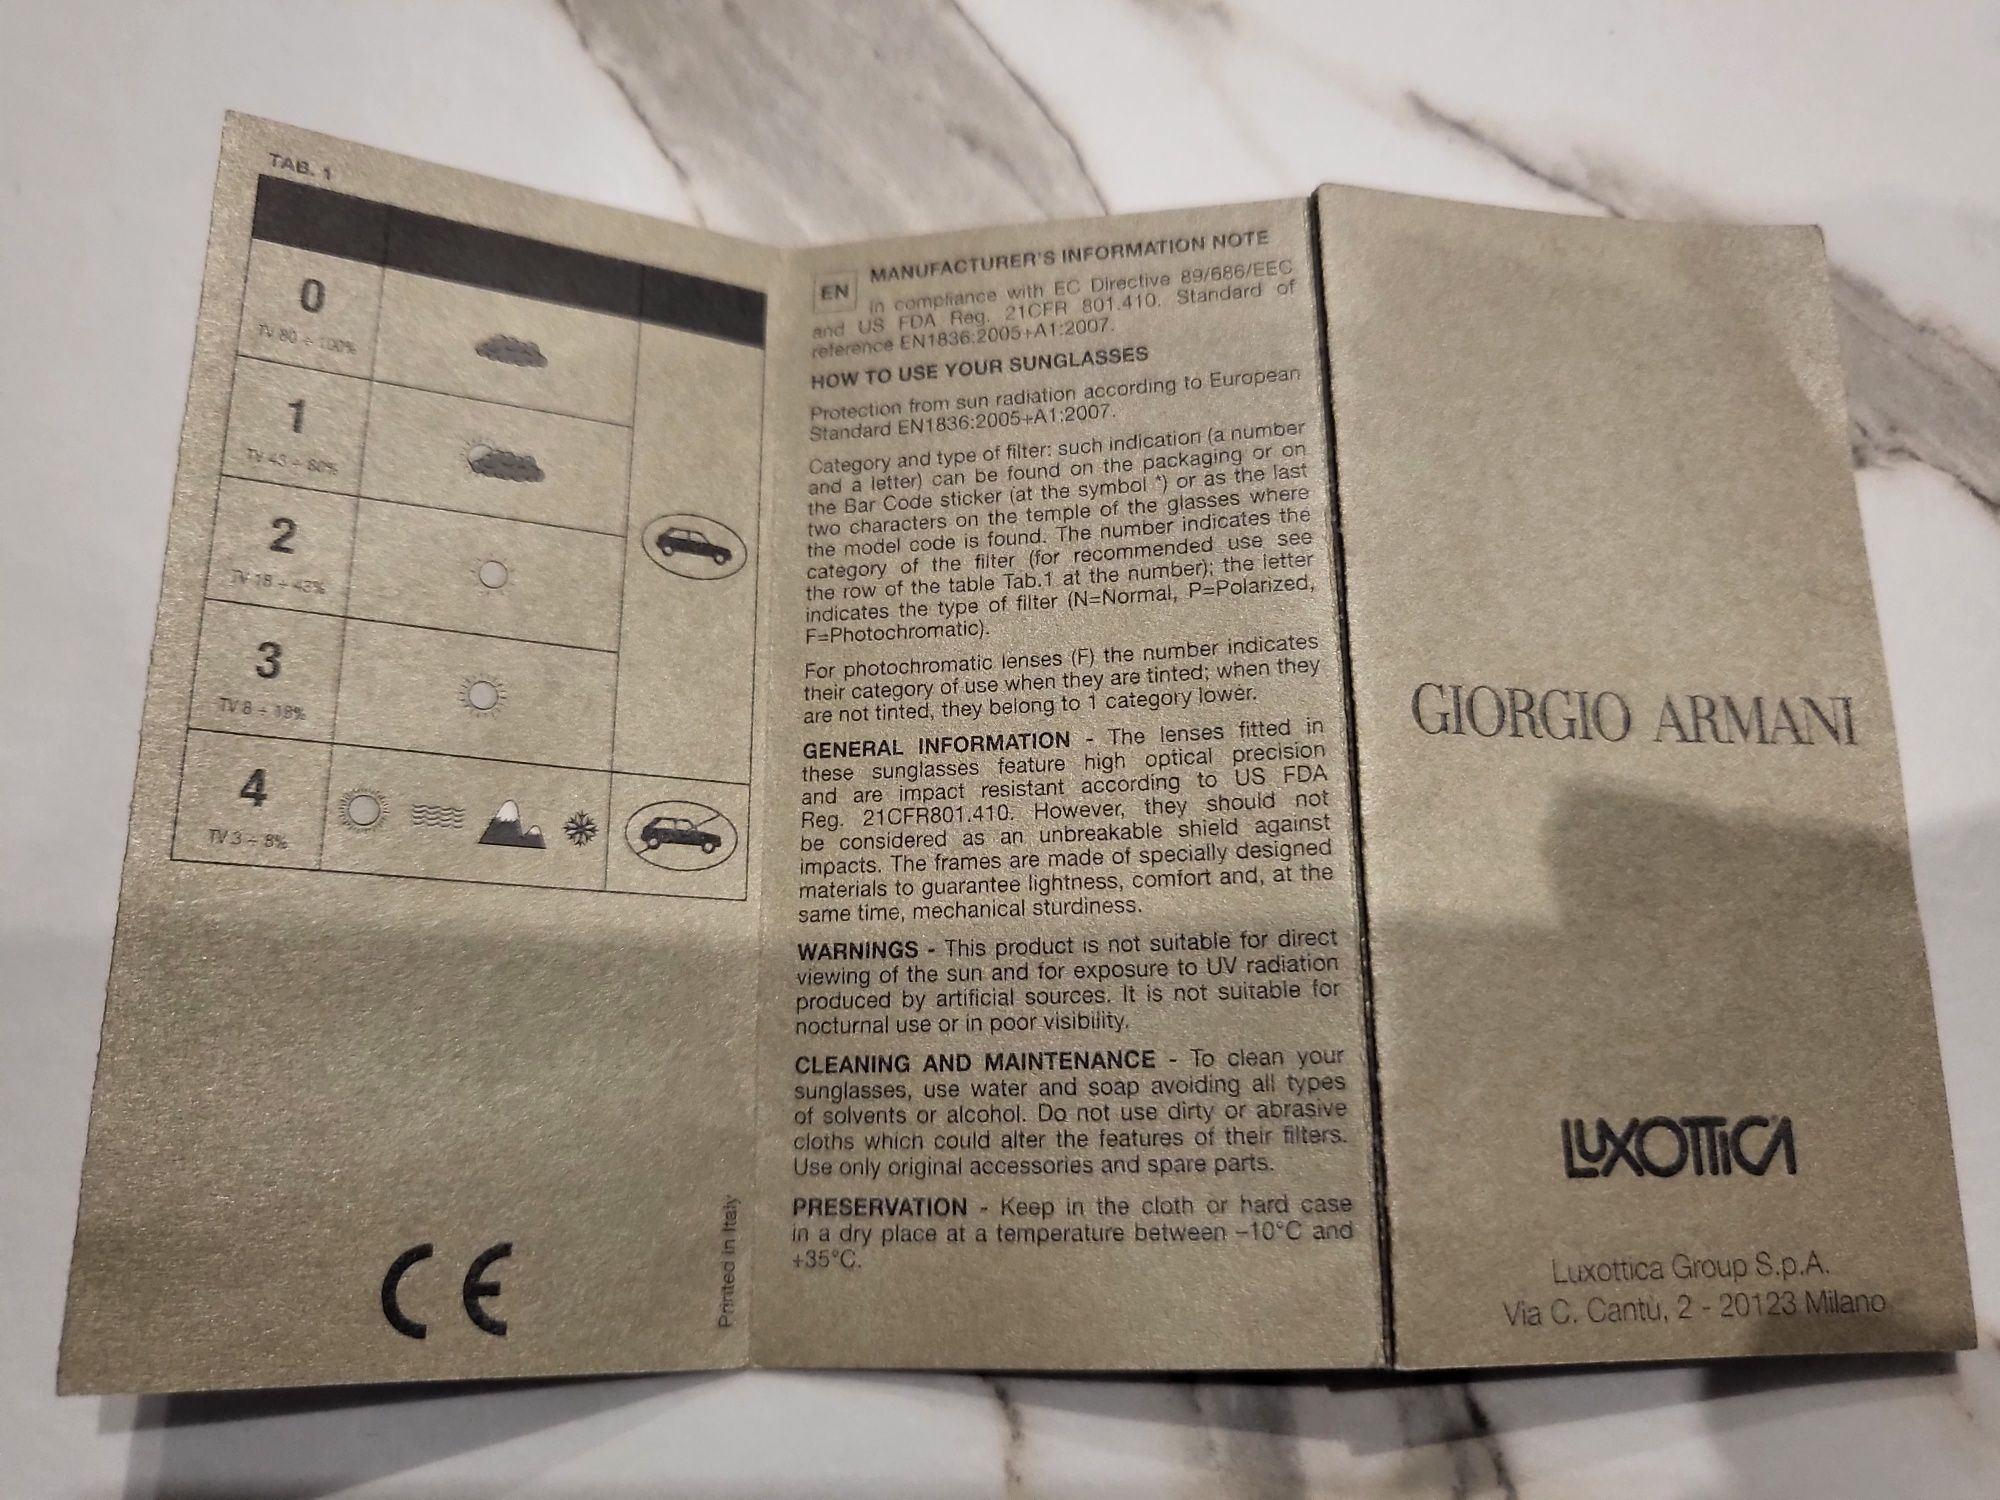 TAB. 1
0
TV 80 ÷ 100%
1
TV 43 ÷ 80%
2
TV 18 ÷ 43%
3
TV 8 ÷ 18%
4
TV 3 ÷ 8%
CE
Printed in Italy
EN
MANUFACTURER'S INFORMATION NOTE
In compliance with EC Directive 89/686/EEC
and US FDA Reg. 21CFR 801.410. Standard of
reference EN1836:2005+A1:2007.
HOW TO USE YOUR SUNGLASSES
Protection from sun radiation according to European
Standard EN1836:2005+A1:2007.
Category and type of filter: such indication (a number
and a letter) can be found on the packaging or on
the Bar Code sticker (at the symbol *) or as the last
two characters on the temple of the glasses where
the model code is found. The number indicates the
category of the filter (for recommended use see
the row of the table Tab.1 at the number); the letter
indicates the type of filter (N=Normal, P=Polarized,
F=Photochromatic).
For photochromatic lenses (F) the number indicates
their category of use when they are tinted; when they
are not tinted, they belong to 1 category lower.
GENERAL INFORMATION - The lenses fitted in
these sunglasses feature high optical precision
and are impact resistant according to US FDA
Reg. 21CFR801.410. However, they should not
be considered as an unbreakable shield against
impacts. The frames are made of specially designed
materials to guarantee lightness, comfort and, at the
same time, mechanical sturdiness.
WARNINGS - This product is not suitable for direct
viewing of the sun and for exposure to UV radiation
produced by artificial sources. It is not suitable for
nocturnal use or in poor visibility.
CLEANING AND MAINTENANCE - To clean your
sunglasses, use water and soap avoiding all types
of solvents or alcohol. Do not use dirty or abrasive
cloths which could alter the features of their filters.
Use only original accessories and spare parts.
PRESERVATION - Keep in the cloth or hard case
in a dry place at a temperature between –10°C and
+35°C.
GIORGIO ARMANI
LUXOTTICA
Luxottica Group S.p.A.
Via C. Cantù, 2 - 20123 Milano